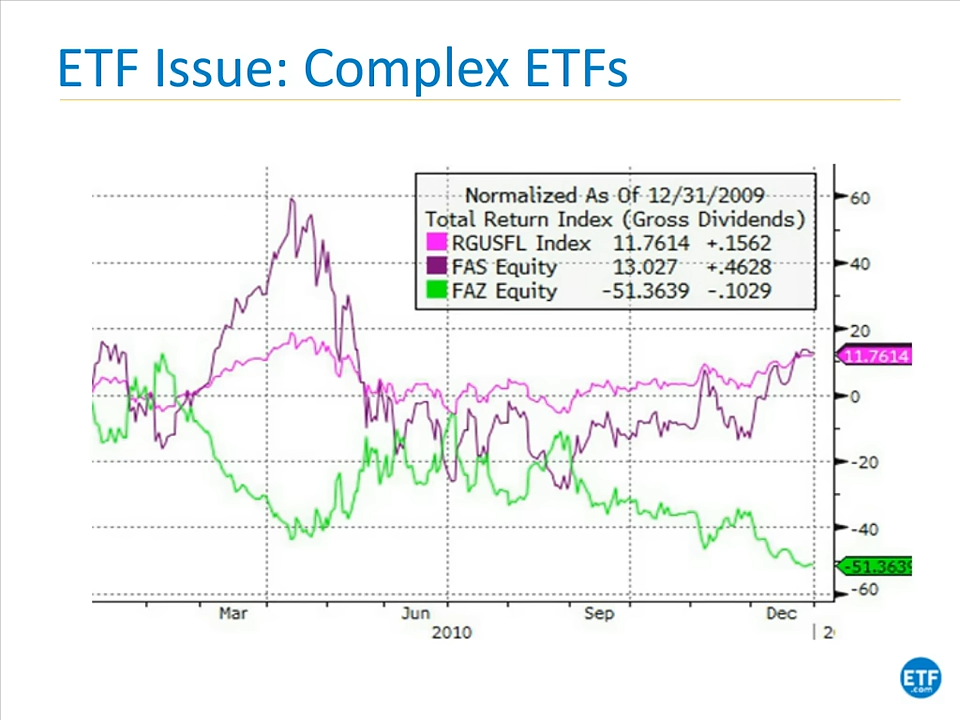 ETF Issue: Complex ETFs
Normalized As Of 12/31/2009
Total Return Index (Gross Dividends)
RGUSFL Index 11.7614 +.1562
FAS Equity 13.027 +.4628
FAZ Equity -51.3639 -.1029
60
40
20
11.7614
0
-20
-40
-51.3639
-60
Mar Jun Sep Dec
2010
ETF
.com